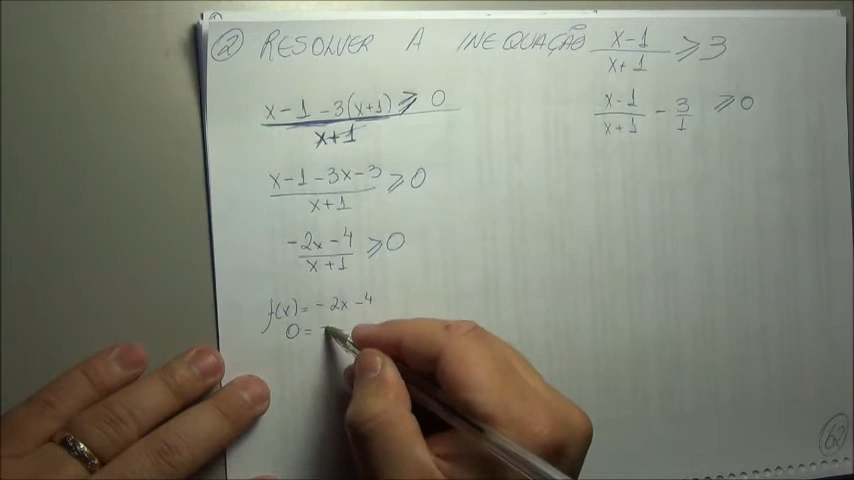 ② RESOLVER A INEQUAÇÃO (x-1)/(x+1) ⩾ 3
(x-1)/(x+1) - 3/1 ⩾ 0
(x-1-3(x+1))/(x+1) ⩾ 0
(x-1-3x-3)/(x+1) ⩾ 0
(-2x-4)/(x+1) ⩾ 0
f(x) = -2x-4
0 = -
62